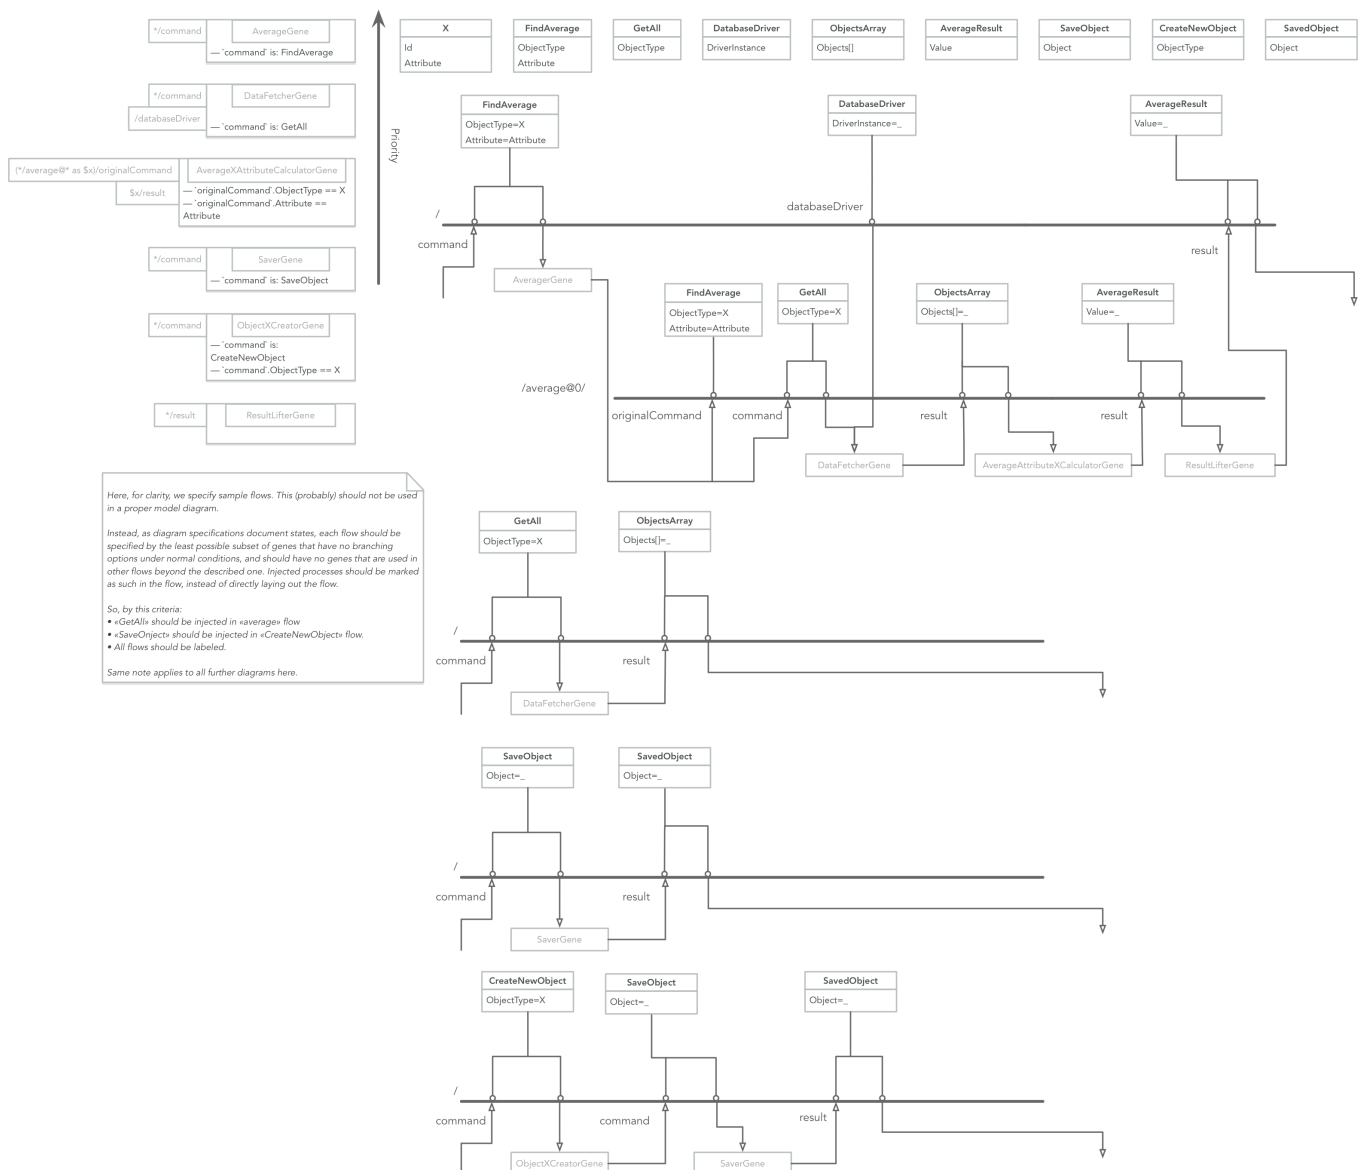 */command
AverageGene
— `command` is: FindAverage
*/command
DataFetcherGene
/databaseDriver
— `command` is: GetAll
(*/average@* as $x)/originalCommand
AverageXAttributeCalculatorGene
$x/result
— `originalCommand`.ObjectType == X
— `originalCommand`.Attribute ==
Attribute
*/command
SaverGene
— `command` is: SaveObject
*/command
ObjectXCreatorGene
— `command` is:
CreateNewObject
— `command`.ObjectType == X
*/result
ResultLifterGene
Priority
X
Id
Attribute
FindAverage
ObjectType
Attribute
GetAll
ObjectType
DatabaseDriver
DriverInstance
ObjectsArray
Objects[]
AverageResult
Value
SaveObject
Object
CreateNewObject
ObjectType
SavedObject
Object
FindAverage
ObjectType=X
Attribute=Attribute
DatabaseDriver
DriverInstance=_
AverageResult
Value=_
/
databaseDriver
command
result
AveragerGene
FindAverage
ObjectType=X
Attribute=Attribute
GetAll
ObjectType=X
ObjectsArray
Objects[]=_
AverageResult
Value=_
/average@0/
originalCommand
command
result
result
DataFetcherGene
AverageAttributeXCalculatorGene
ResultLifterGene
Here, for clarity, we specify sample flows. This (probably) should not be used
in a proper model diagram.
Instead, as diagram specifications document states, each flow should be
specified by the least possible subset of genes that have no branching
options under normal conditions, and should have no genes that are used in
other flows beyond the described one. Injected processes should be marked
as such in the flow, instead of directly laying out the flow.
So, by this criteria:
• «GetAll» should be injected in «average» flow
• «SaveOnject» should be injected in «CreateNewObject» flow.
• All flows should be labeled.
Same note applies to all further diagrams here.
GetAll
ObjectType=X
ObjectsArray
Objects[]=_
/
command
result
DataFetcherGene
SaveObject
Object=_
SavedObject
Object=_
/
command
result
SaverGene
CreateNewObject
ObjectType=X
SaveObject
Object=_
SavedObject
Object=_
/
command
command
result
ObjectXCreatorGene
SaverGene